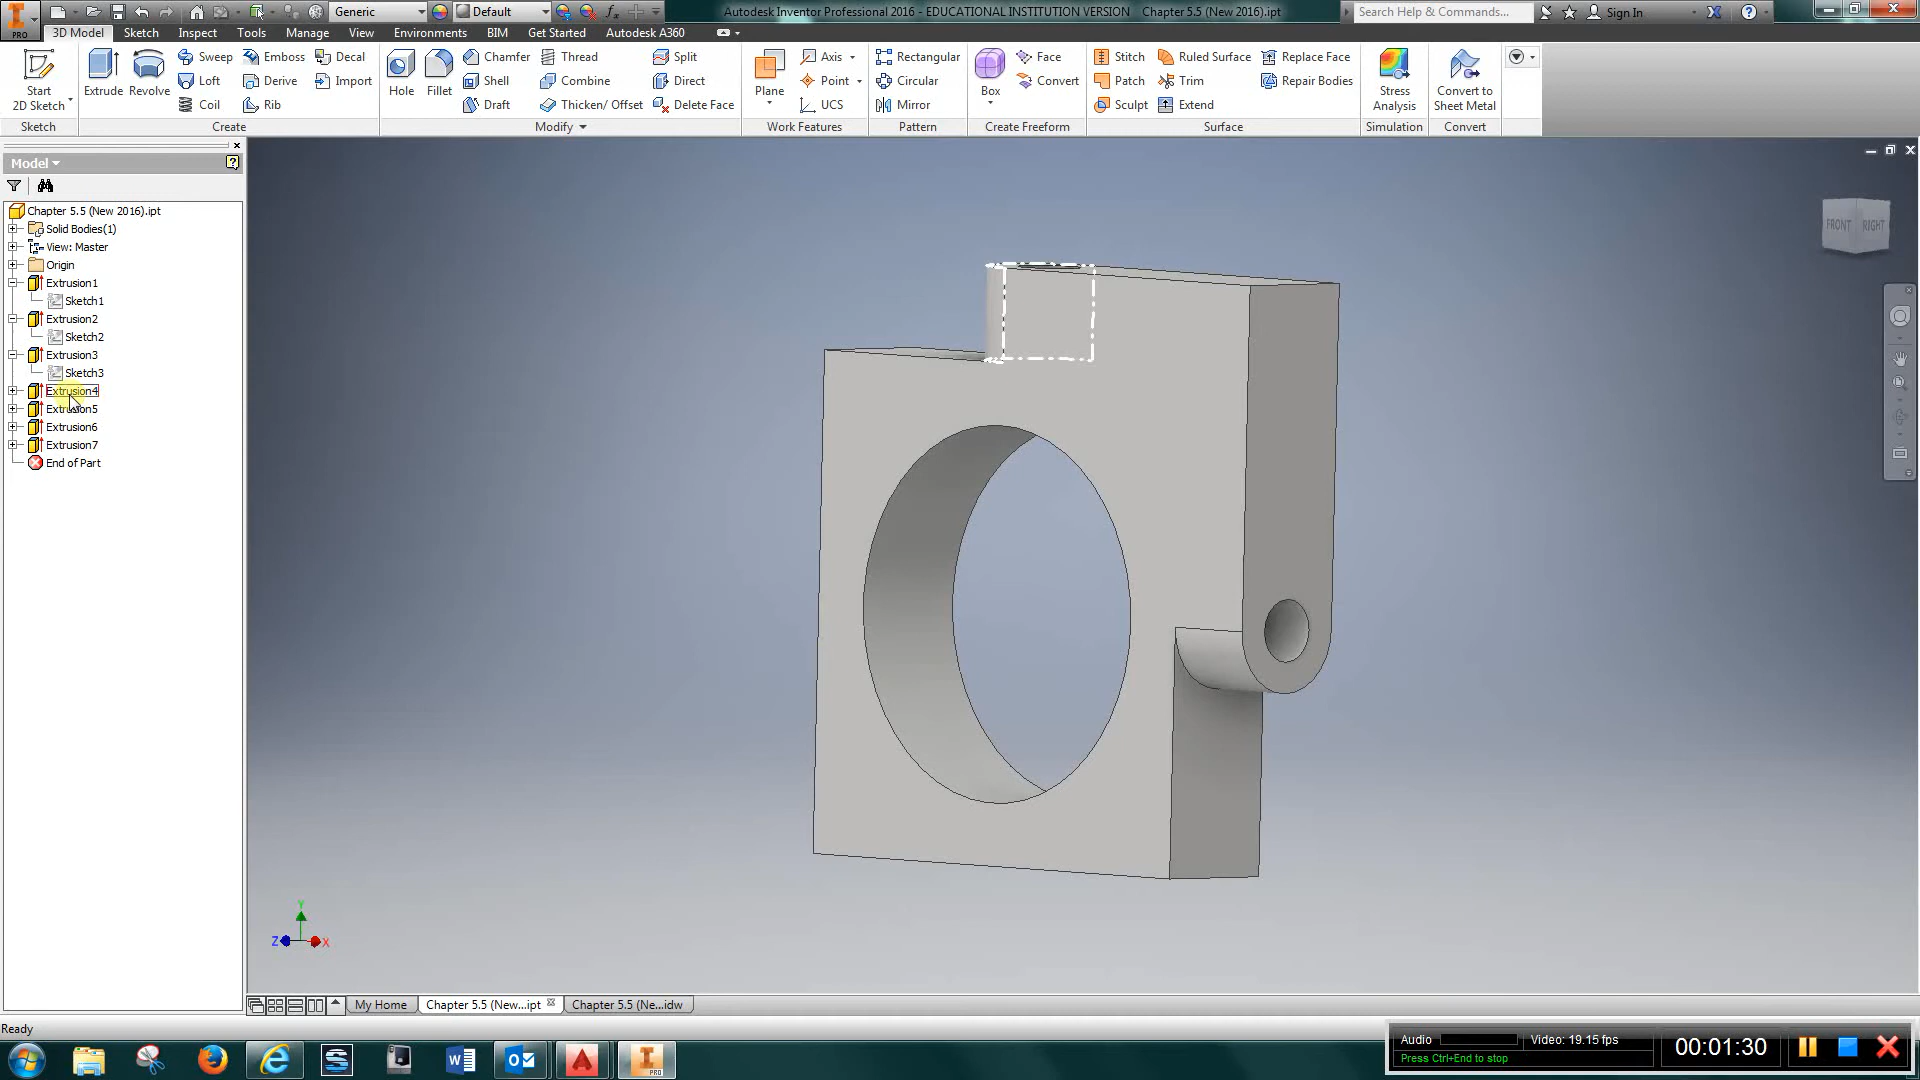 Generic
Default
Autodesk Inventor Professional 2016 - EDUCATIONAL INSTITUTION VERSION Chapter 5.5 (New 2016).ipt
Search Help & Commands...
Sign In
PRO
3D Model Sketch Inspect Tools Manage View Environments BIM Get Started Autodesk A360
Start
2D Sketch
Extrude
Revolve
Sweep
Loft
Coil
Emboss
Derive
Rib
Decal
Import
Hole
Fillet
Chamfer
Shell
Draft
Thread
Combine
Thicken/ Offset
Split
Direct
Delete Face
Plane
Axis
Point
UCS
Rectangular
Circular
Mirror
Box
Face
Convert
Stitch
Patch
Sculpt
Ruled Surface
Trim
Extend
Replace Face
Repair Bodies
Stress
Analysis
Convert to
Sheet Metal
Sketch Create Modify Work Features Pattern Create Freeform Surface Simulation Convert
Model
Chapter 5.5 (New 2016).ipt
Solid Bodies(1)
View: Master
Origin
Extrusion1
Sketch1
Extrusion2
Sketch2
Extrusion3
Sketch3
Extrusion4
Extrusion5
Extrusion6
Extrusion7
End of Part
FRONT RIGHT
Y
Z X
My Home Chapter 5.5 (New...ipt Chapter 5.5 (Ne...idw
Ready
Audio
Video: 19.15 fps
Press Ctrl+End to stop
00:01:30
PRO